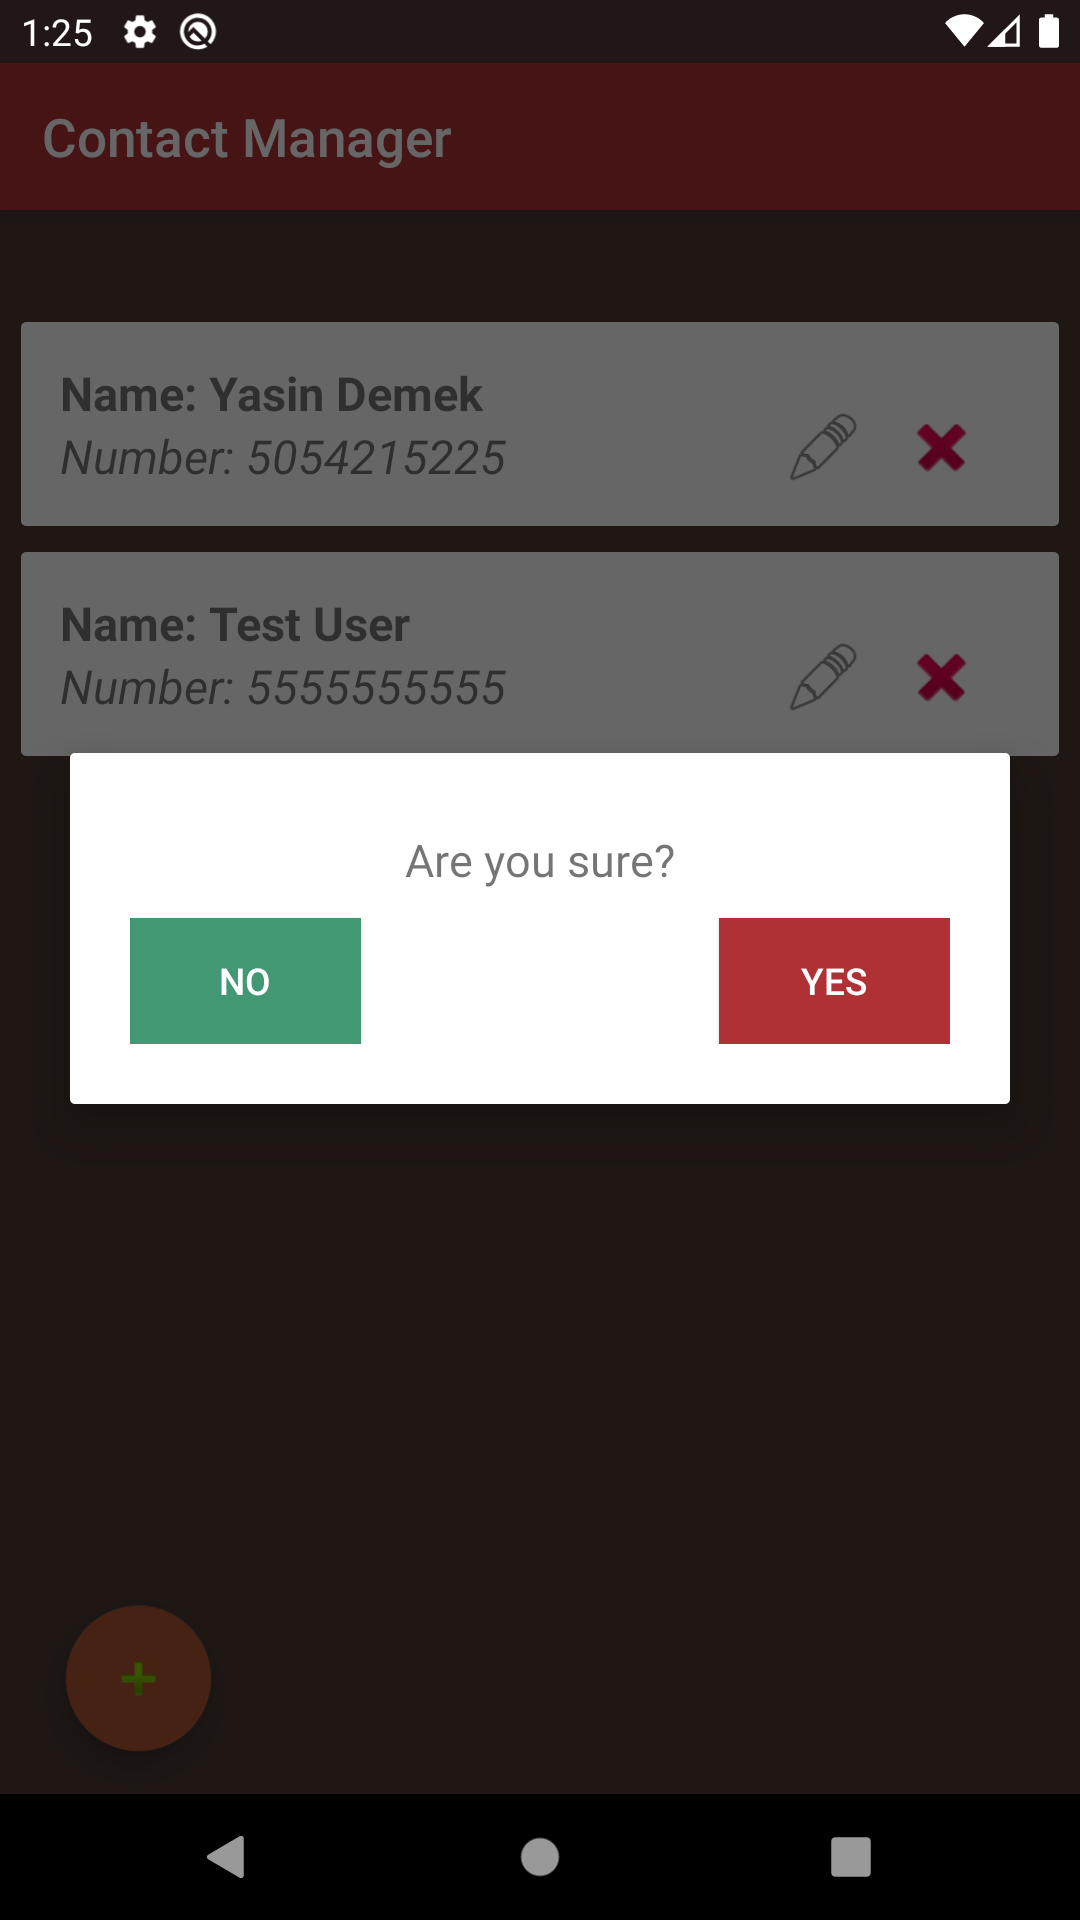 1:25
Contact Manager
Name: Yasin Demek
Number: 5054215225
Name: Test User
Number: 5555555555
Are you sure?
NO
YES